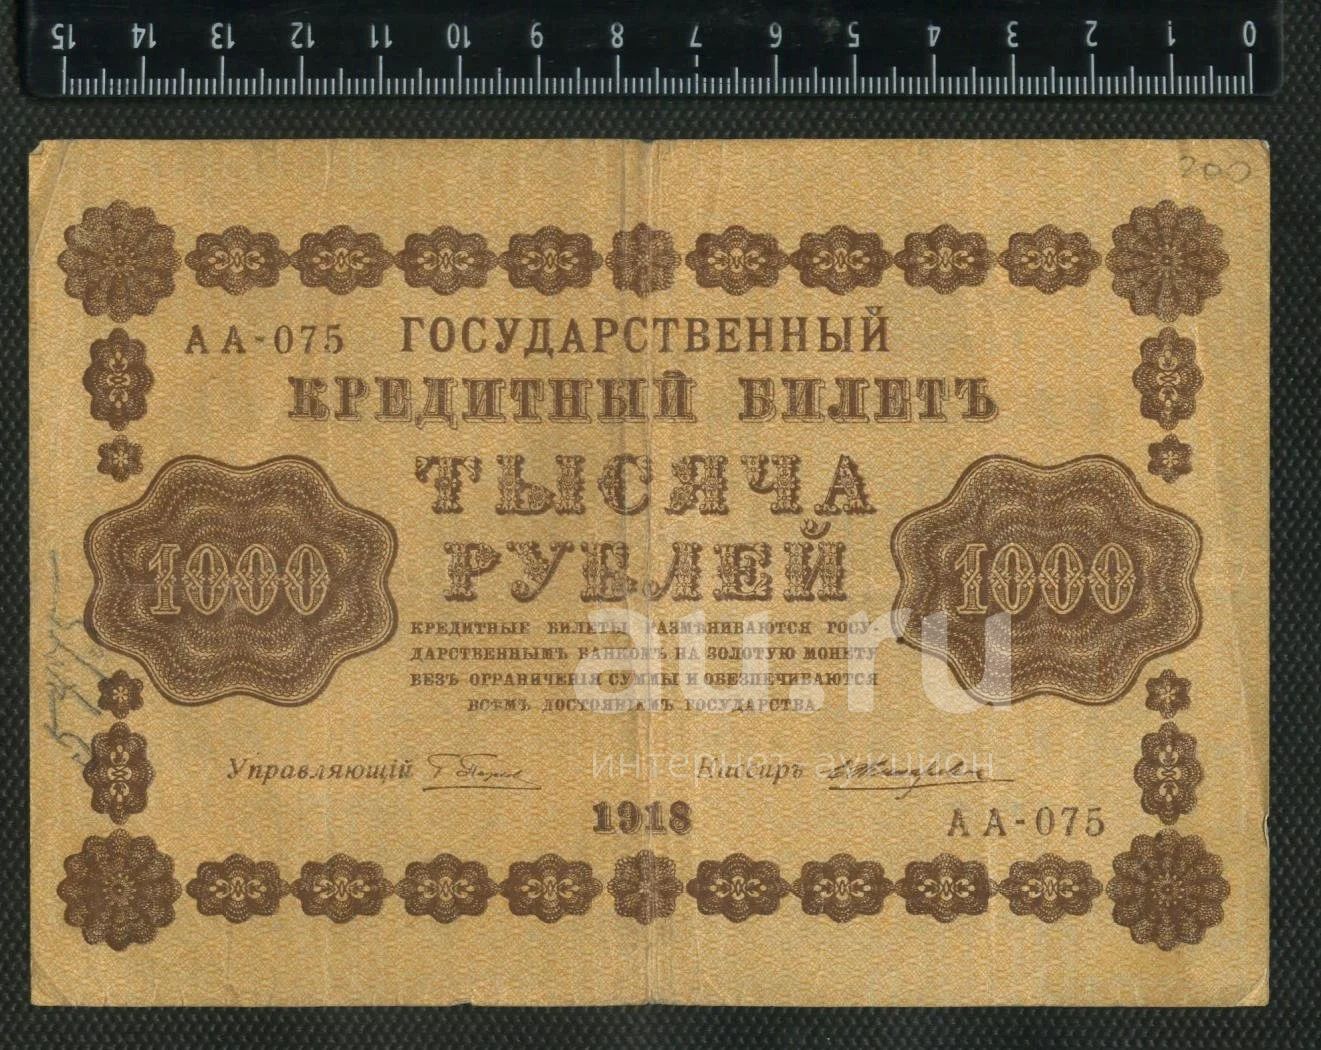 15 14 13 12 11 10 9 8 7 6 5 4 3 2 1 0
200
АА-075 ГОСУДАРСТВЕННЫЙ
КРЕДИТНЫЙ БИЛЕТЪ
ТЫСЯЧА
РУБЛЕЙ
1000 1000
КРЕДИТНЫЕ БИЛЕТЫ РАЗМѢНИВАЮТСЯ ГОСУ-
ДАРСТВЕННЫМЪ БАНКОМЪ НА ЗОЛОТУЮ МОНЕТУ
БЕЗЪ ОГРАНИЧЕНІЯ СУММЫ И ОБЕЗПЕЧИВАЮТСЯ
ВСѢМЪ ДОСТОЯНІЕМЪ ГОСУДАРСТВА
au.ru
интернет аукцион
Управляющій Кассиръ
1918
АА-075